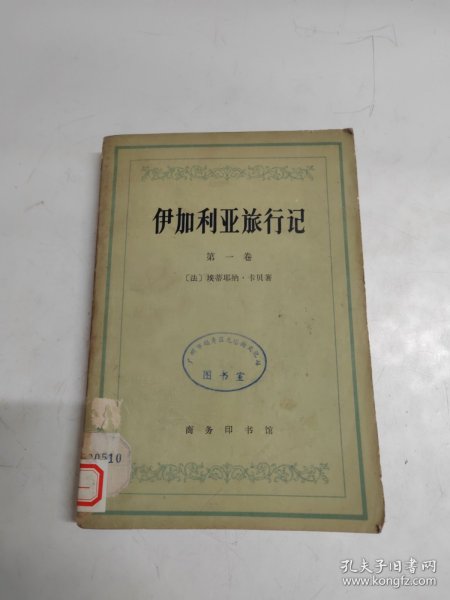 伊加利亚旅行记
第一卷
〔法〕埃蒂耶纳·卡贝著
图书室
商务印书馆
孔夫子旧书网
www.kongfz.com